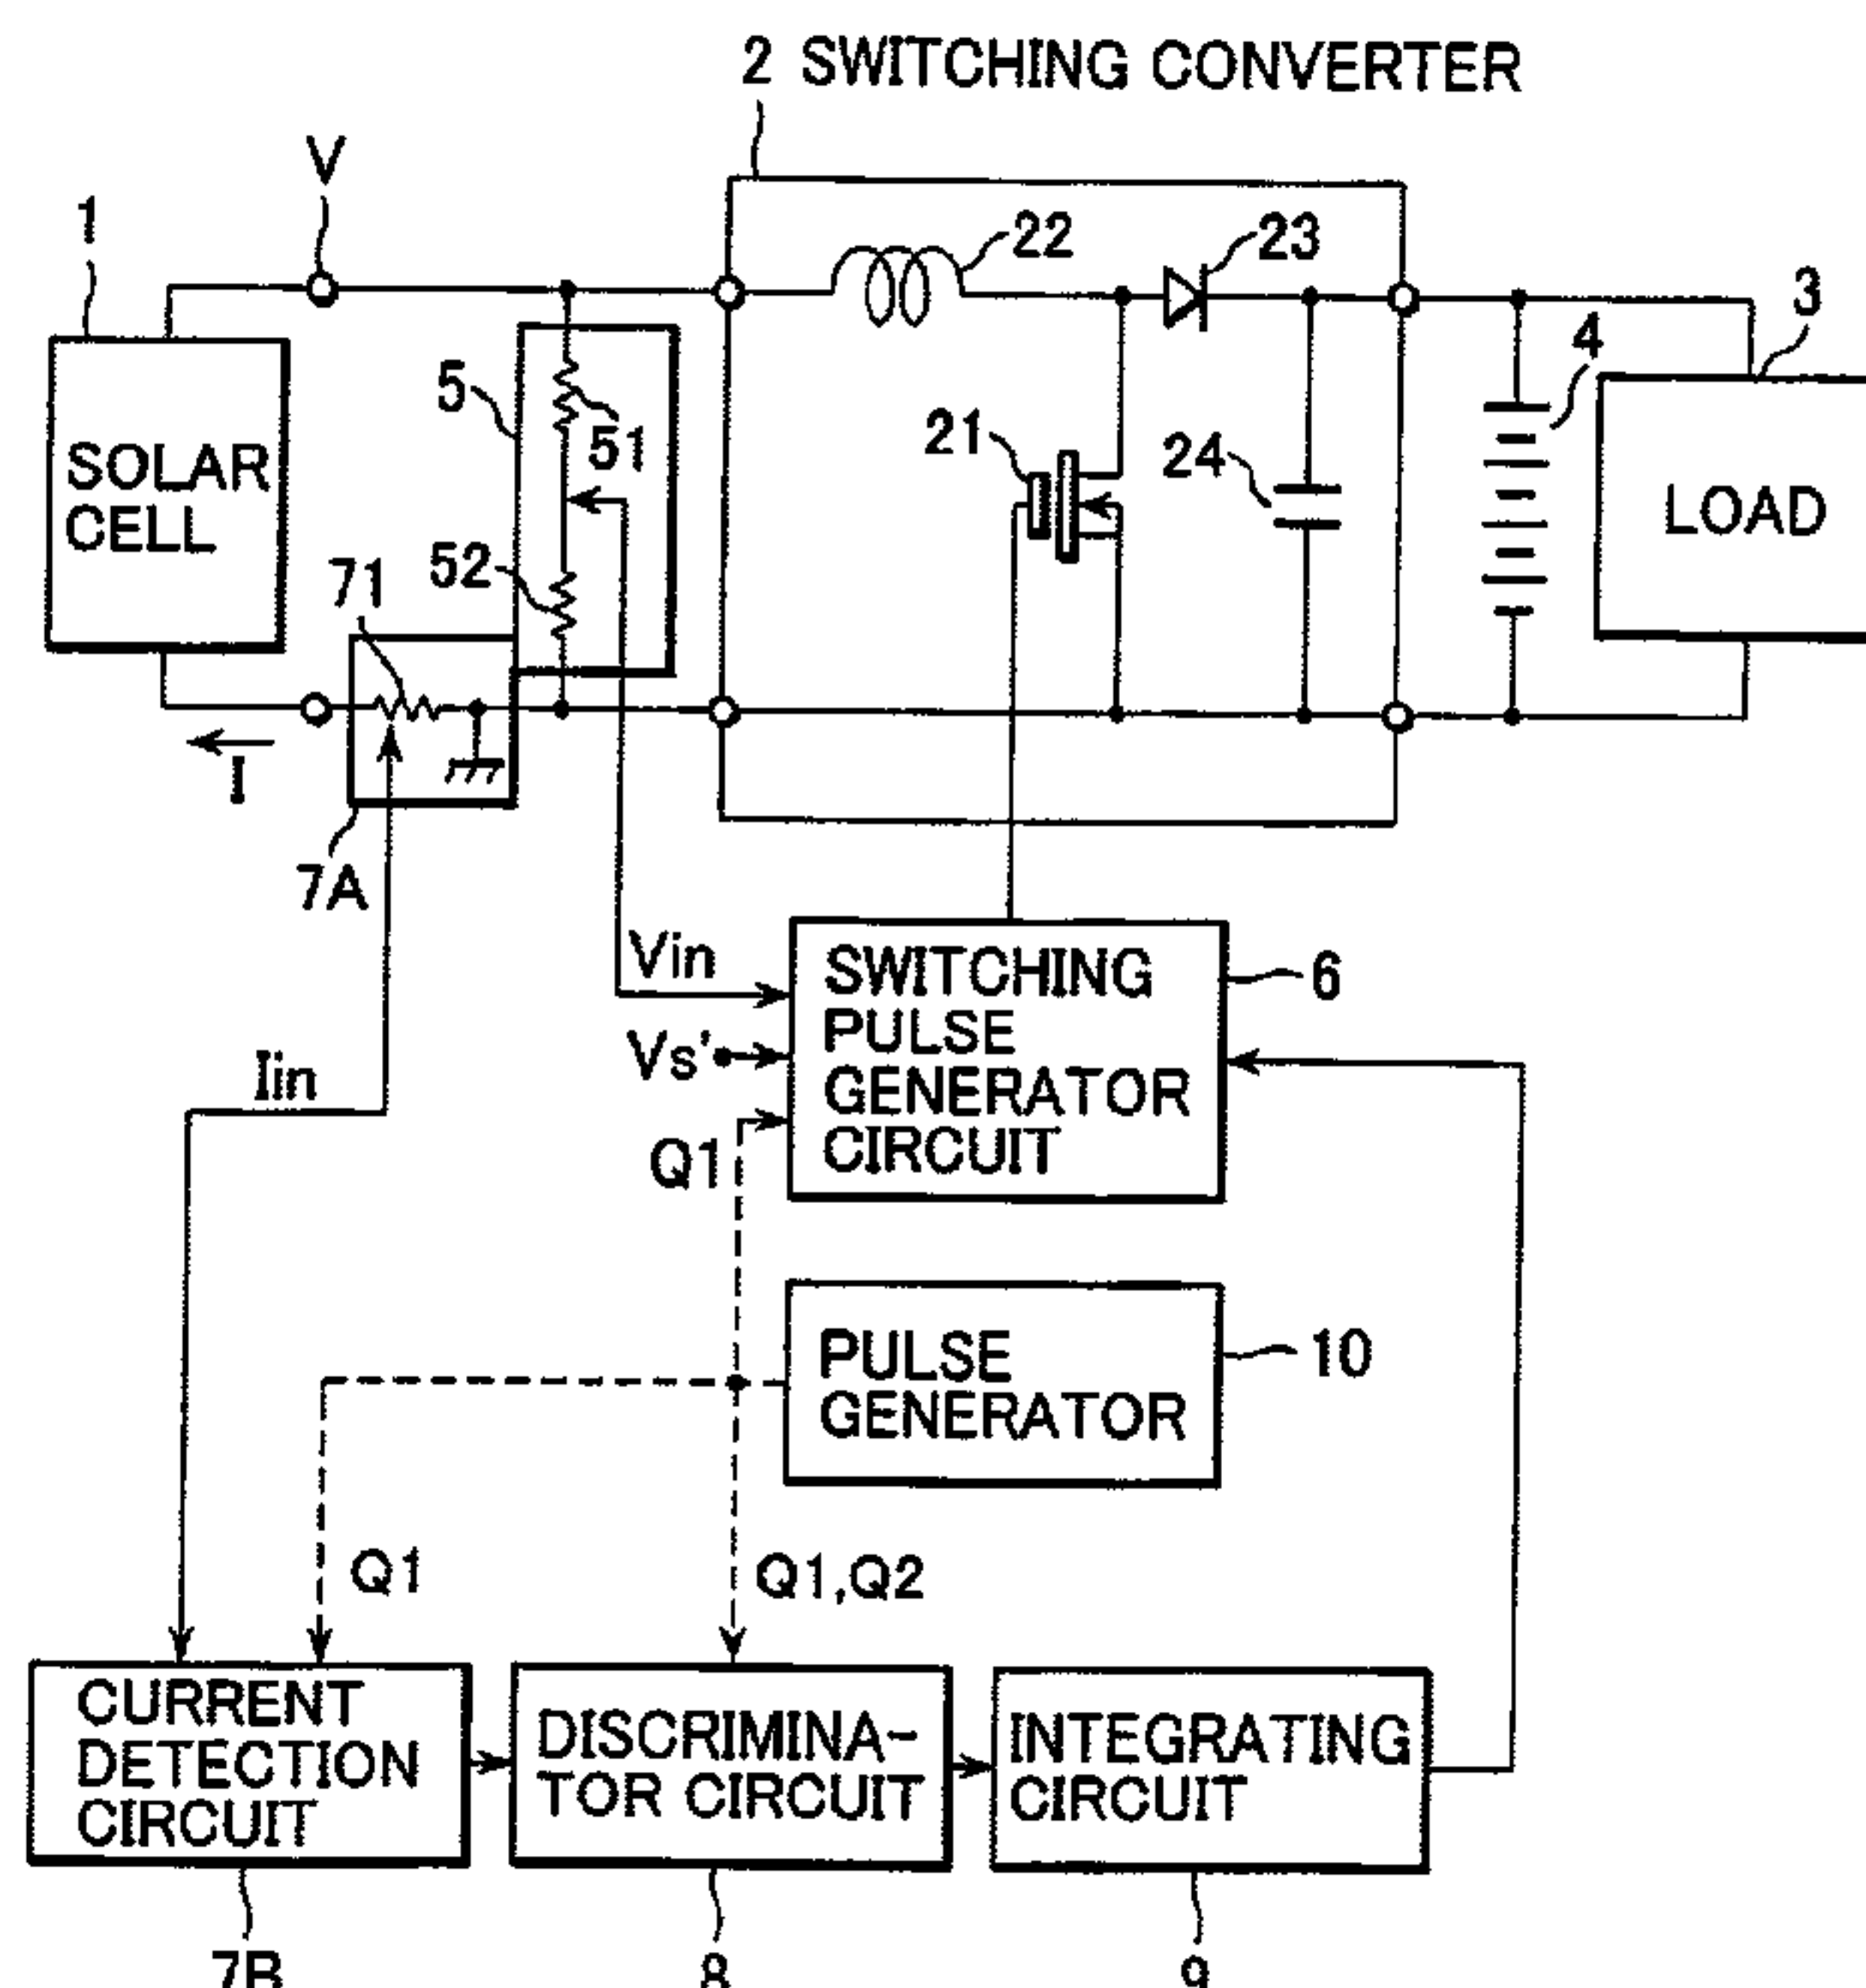 2 SWITCHING CONVERTER
V
1
22
23
3
4
5
51
21
24
SOLAR
CELL
LOAD
52
71
I
7A
Vin
SWITCHING
PULSE
GENERATOR
CIRCUIT
6
Vs'
Iin
Q1
PULSE
GENERATOR
10
Q1
Q1,Q2
CURRENT
DETECTION
CIRCUIT
DISCRIMINA-
TOR CIRCUIT
INTEGRATING
CIRCUIT
7B
8
9